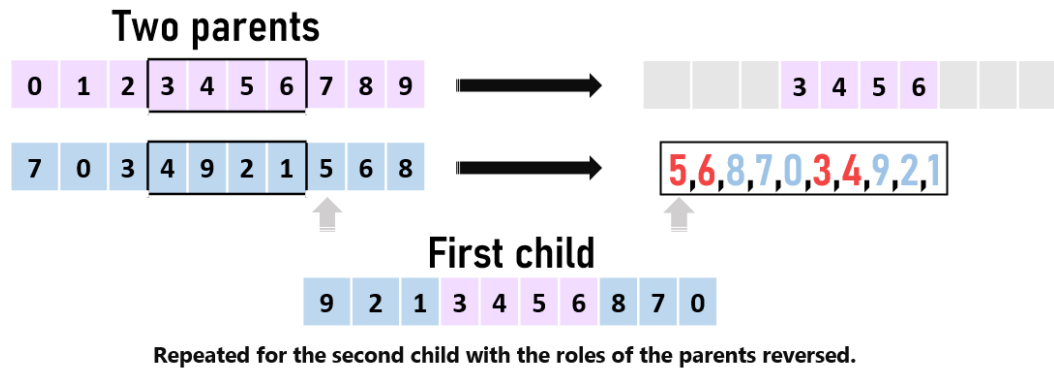 Two parents
0 1 2 3 4 5 6 7 8 9
3 4 5 6
7 0 3 4 9 2 1 5 6 8
5,6,8,7,0,3,4,9,2,1
First child
9 2 1 3 4 5 6 8 7 0
Repeated for the second child with the roles of the parents reversed.